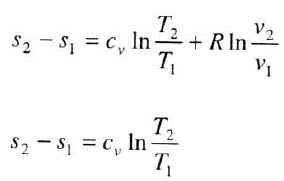 s₂ − s₁ = cᵥ ln T₂/T₁ + R ln v₂/v₁
s₂ − s₁ = cᵥ ln T₂/T₁